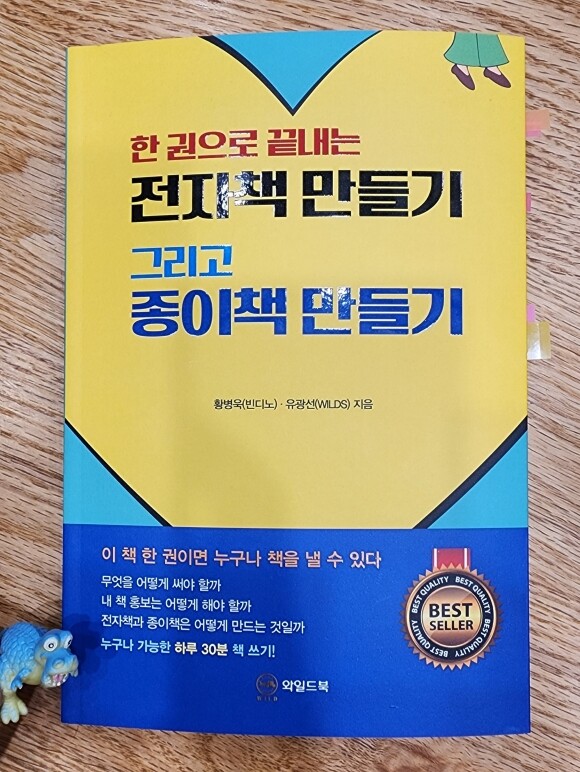 한 권으로 끝내는
전자책 만들기
그리고
종이책 만들기
황병욱(빈디노) · 유광선(WILDS) 지음
이 책 한 권이면 누구나 책을 낼 수 있다
무엇을 어떻게 써야 할까
내 책 홍보는 어떻게 해야 할까
전자책과 종이책은 어떻게 만드는 것일까
누구나 가능한 하루 30분 책 쓰기!
BEST QUALITY BEST QUALITY
BEST
SELLER
BEST QUALITY BEST QUALITY
WILD
와일드북